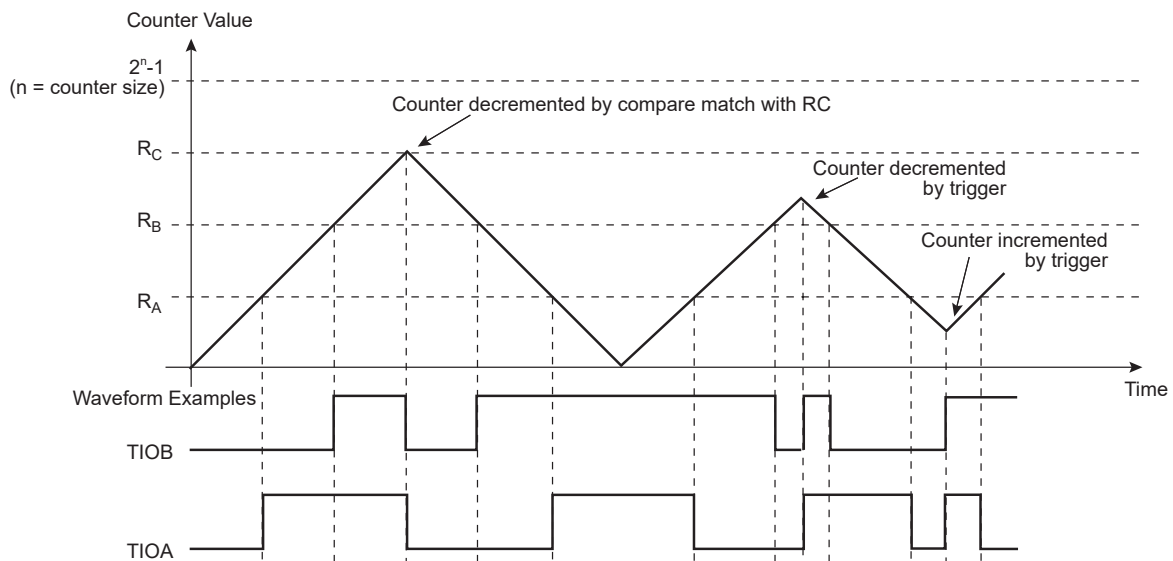 Counter Value
2ⁿ-1
(n = counter size)
Counter decremented by compare match with RC
R_C
Counter decremented
by trigger
R_B
Counter incremented
by trigger
R_A
Time
Waveform Examples
TIOB
TIOA